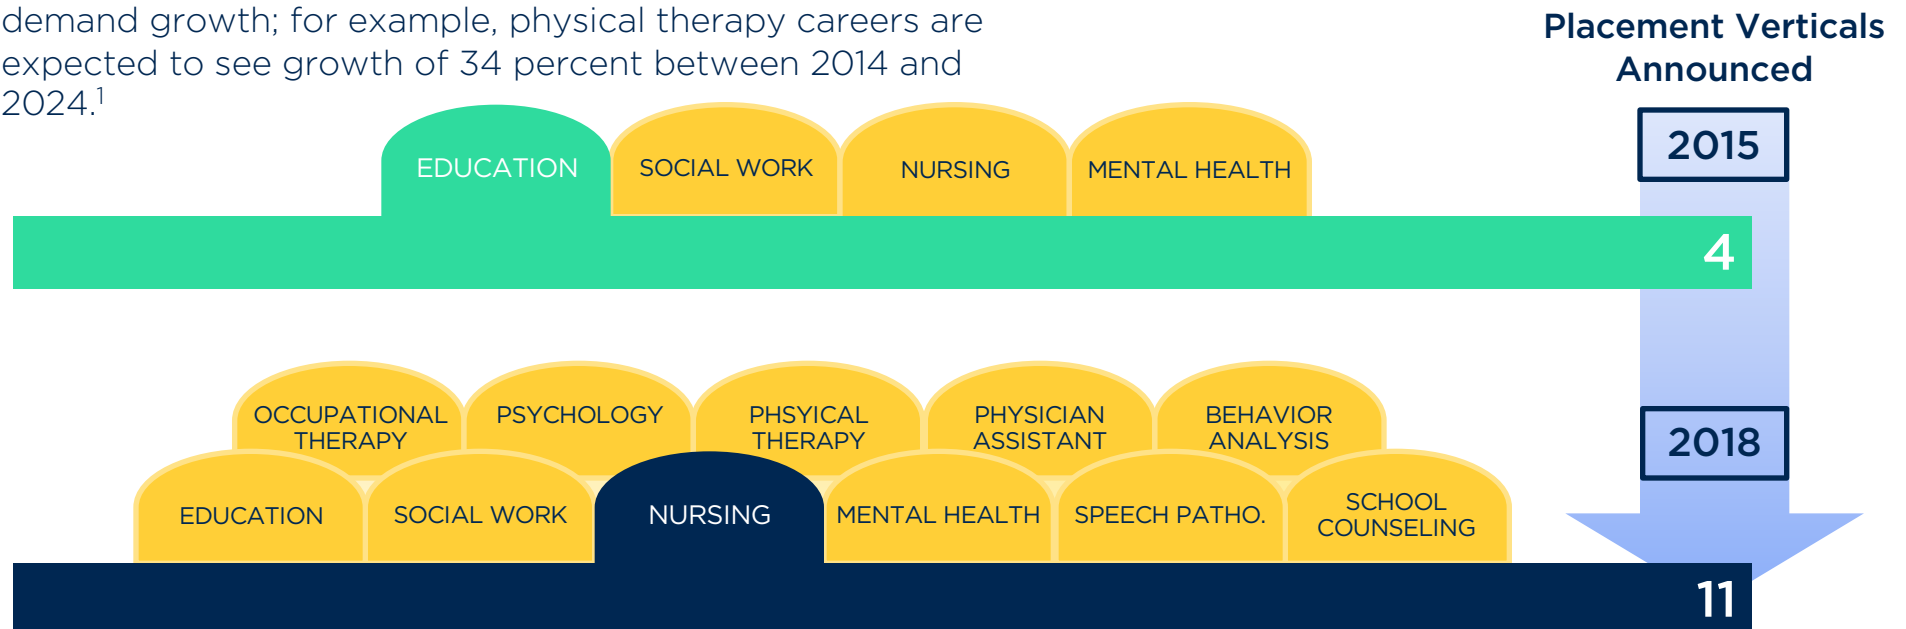 demand growth; for example, physical therapy careers are
expected to see growth of 34 percent between 2014 and
2024.1
Placement Verticals
Announced
2015
EDUCATION
SOCIAL WORK
NURSING
MENTAL HEALTH
4
OCCUPATIONAL
THERAPY
PSYCHOLOGY
PHSYICAL
THERAPY
PHYSICIAN
ASSISTANT
BEHAVIOR
ANALYSIS
2018
EDUCATION
SOCIAL WORK
NURSING
MENTAL HEALTH
SPEECH PATHO.
SCHOOL
COUNSELING
11